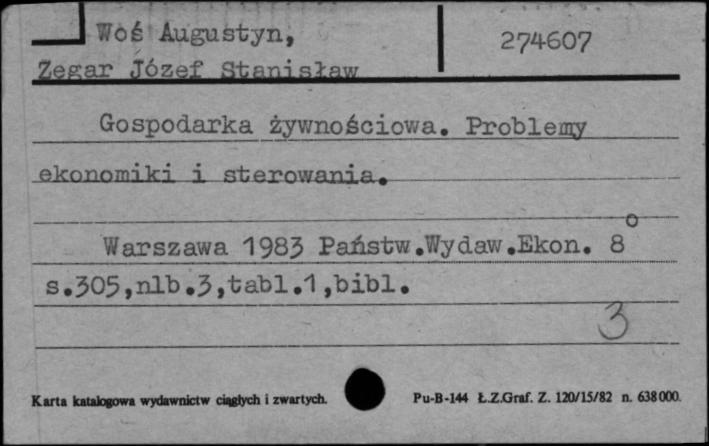 Woś Augustyn,
274607
Zegar Józef Stanisław
Gospodarka żywnościowa. Problemy
ekonomiki i sterowania.
Warszawa 1983 Państw.Wydaw.Ekon. 8°
s.305,nlb.3,tabl.1,bibl.
3
Karta katalogowa wydawnictw ciągłych i zwartych.
Pu-B-144 Ł.Z.Graf. Z. 120/15/82 n. 638000.